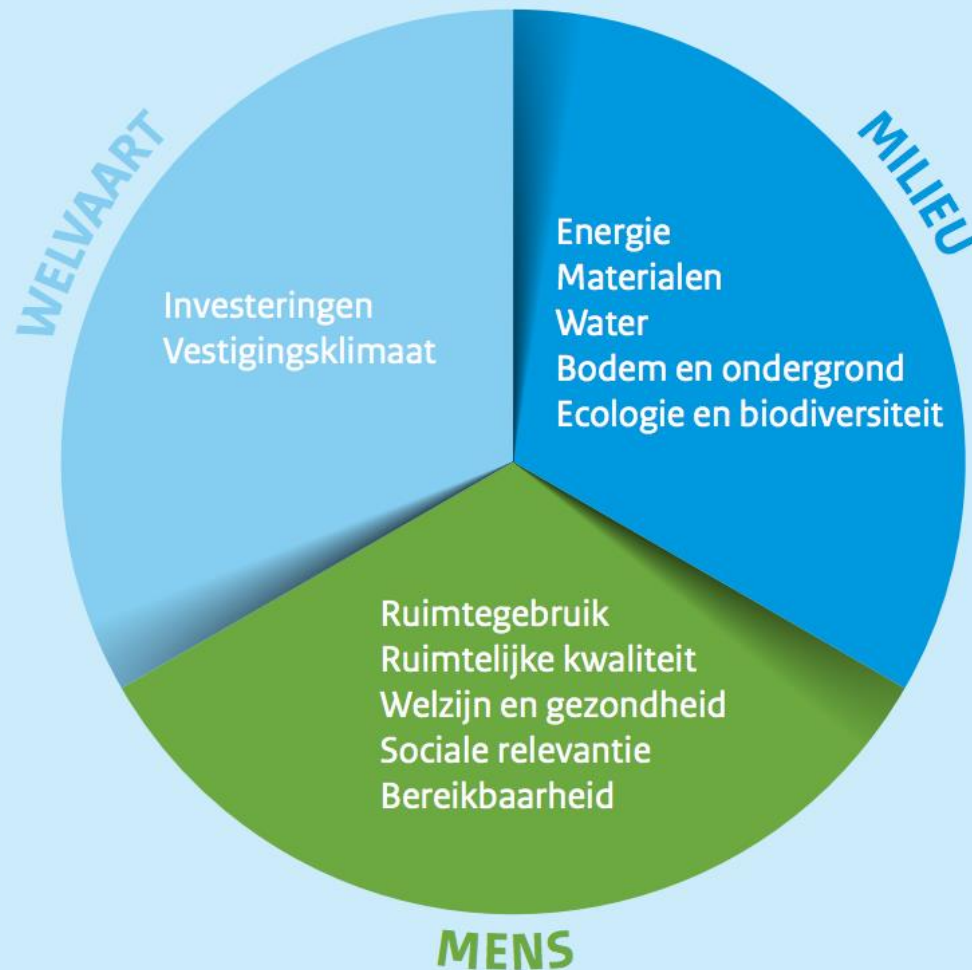 WELVAART
Investeringen
Vestigingsklimaat
MILIEU
Energie
Materialen
Water
Bodem en ondergrond
Ecologie en biodiversiteit
Ruimtegebruik
Ruimtelijke kwaliteit
Welzijn en gezondheid
Sociale relevantie
Bereikbaarheid
MENS